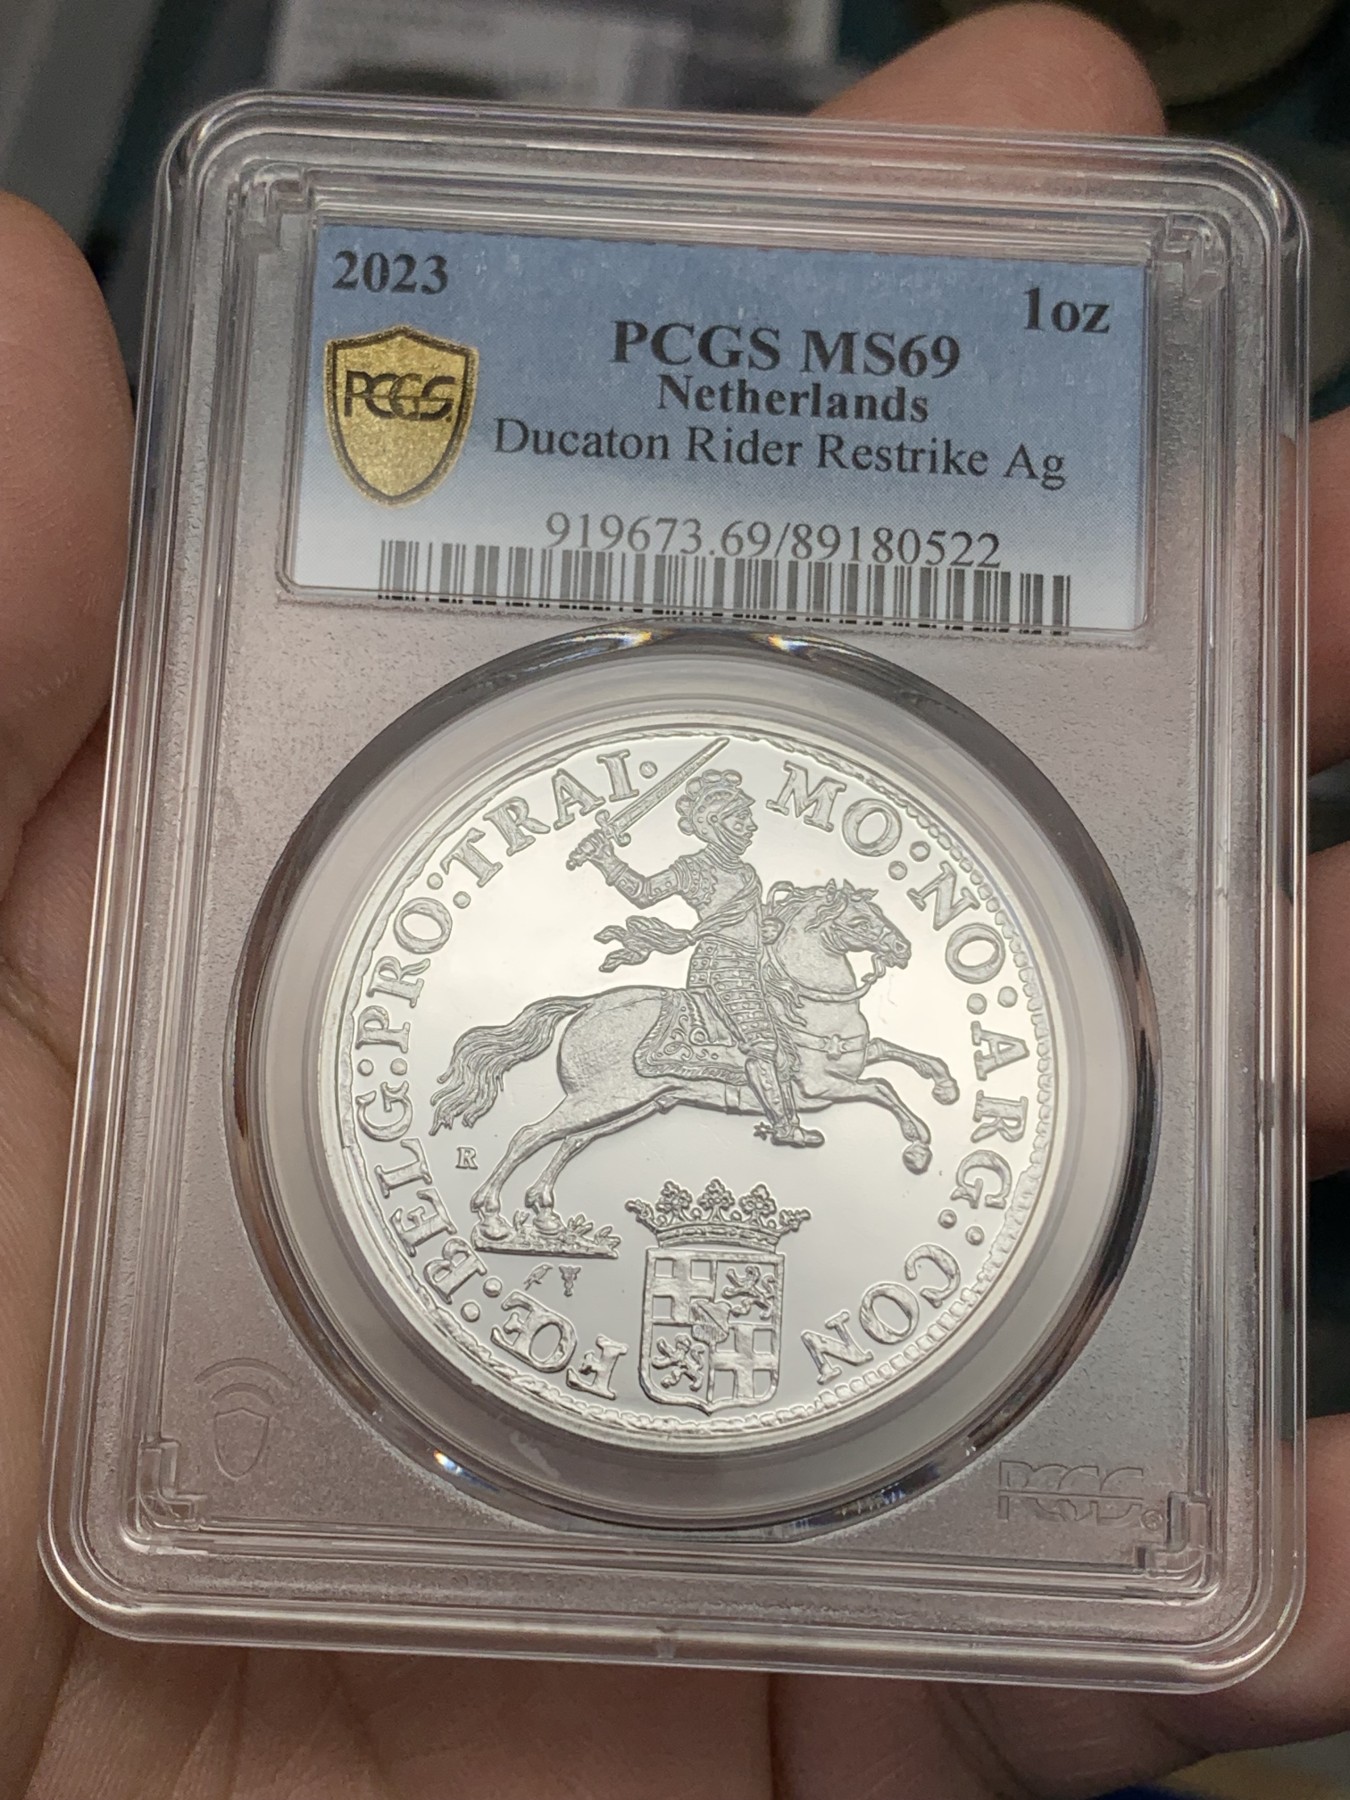 2023
1oz
PCGS MS69
Netherlands
PCGS
Ducaton Rider Restrike Ag
919673.69/89180522
MO:NO:ARG:CON
FŒ:BELG:PRO:TRAI·
R
PCGS